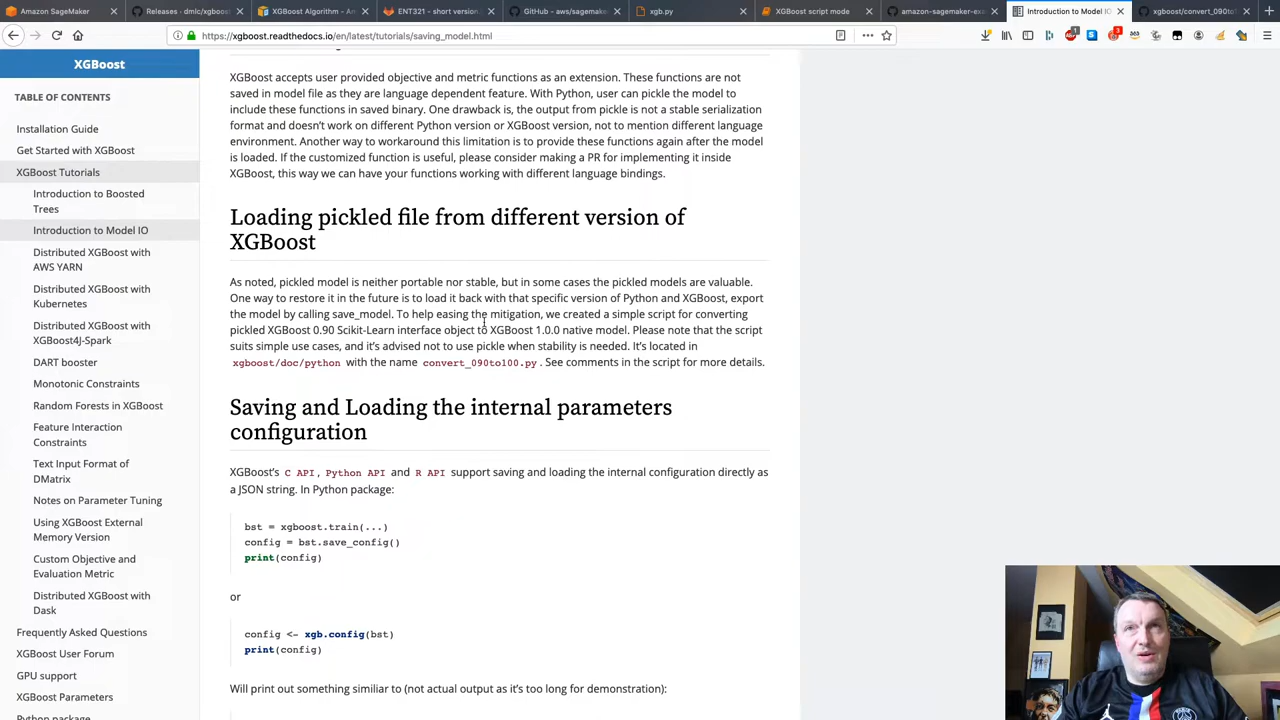 Amazon SageMaker
Releases · dmlc/xgboost
XGBoost Algorithm - Am
ENT321 - short version.
GitHub - aws/sagemake
xgb.py
XGBoost script mode
amazon-sagemaker-exa
Introduction to Model IO
xgboost/convert_090to1
https://xgboost.readthedocs.io/en/latest/tutorials/saving_model.html
XGBoost
TABLE OF CONTENTS
Installation Guide
Get Started with XGBoost
XGBoost Tutorials
Introduction to Boosted
Trees
Introduction to Model IO
Distributed XGBoost with
AWS YARN
Distributed XGBoost with
Kubernetes
Distributed XGBoost with
XGBoost4J-Spark
DART booster
Monotonic Constraints
Random Forests in XGBoost
Feature Interaction
Constraints
Text Input Format of
DMatrix
Notes on Parameter Tuning
Using XGBoost External
Memory Version
Custom Objective and
Evaluation Metric
Distributed XGBoost with
Dask
Frequently Asked Questions
XGBoost User Forum
GPU support
XGBoost Parameters
Python package
XGBoost accepts user provided objective and metric functions as an extension. These functions are not
saved in model file as they are language dependent feature. With Python, user can pickle the model to
include these functions in saved binary. One drawback is, the output from pickle is not a stable serialization
format and doesn't work on different Python version or XGBoost version, not to mention different language
environment. Another way to workaround this limitation is to provide these functions again after the model
is loaded. If the customized function is useful, please consider making a PR for implementing it inside
XGBoost, this way we can have your functions working with different language bindings.
Loading pickled file from different version of
XGBoost
As noted, pickled model is neither portable nor stable, but in some cases the pickled models are valuable.
One way to restore it in the future is to load it back with that specific version of Python and XGBoost, export
the model by calling save_model. To help easing the mitigation, we created a simple script for converting
pickled XGBoost 0.90 Scikit-Learn interface object to XGBoost 1.0.0 native model. Please note that the script
suits simple use cases, and it's advised not to use pickle when stability is needed. It's located in
xgboost/doc/python with the name convert_090to100.py . See comments in the script for more details.
Saving and Loading the internal parameters
configuration
XGBoost's C API , Python API and R API support saving and loading the internal configuration directly as
a JSON string. In Python package:
bst = xgboost.train(...)
config = bst.save_config()
print(config)
or
config <- xgb.config(bst)
print(config)
Will print out something similiar to (not actual output as it's too long for demonstration):